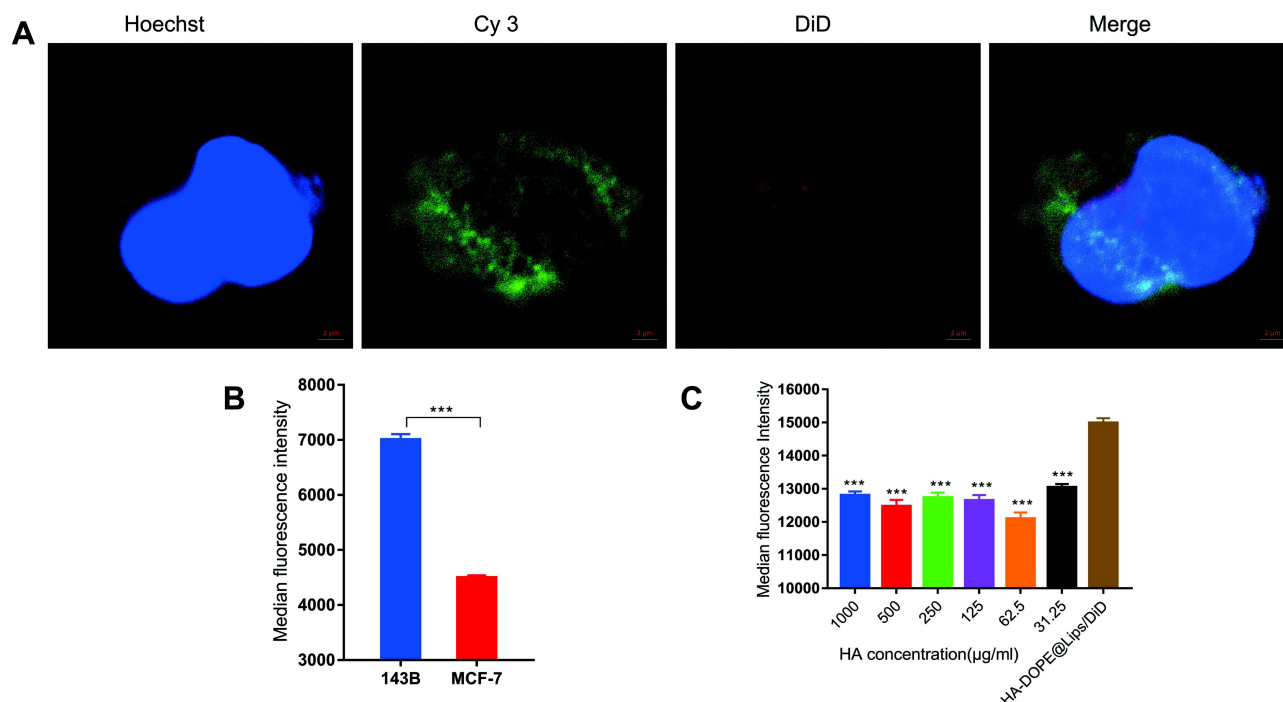 A
Hoechst
Cy 3
DiD
Merge
2 μm
2 μm
2 μm
2 μm
B
Median fluorescence intensity
8000
7000
6000
5000
4000
3000
***
143B
MCF-7
C
Median fluorescence Intensity
16000
15000
14000
13000
12000
11000
10000
***
***
***
***
***
***
1000
500
250
125
62.5
31.25
HA-DOPE@Lips/DiD
HA concentration(μg/ml)